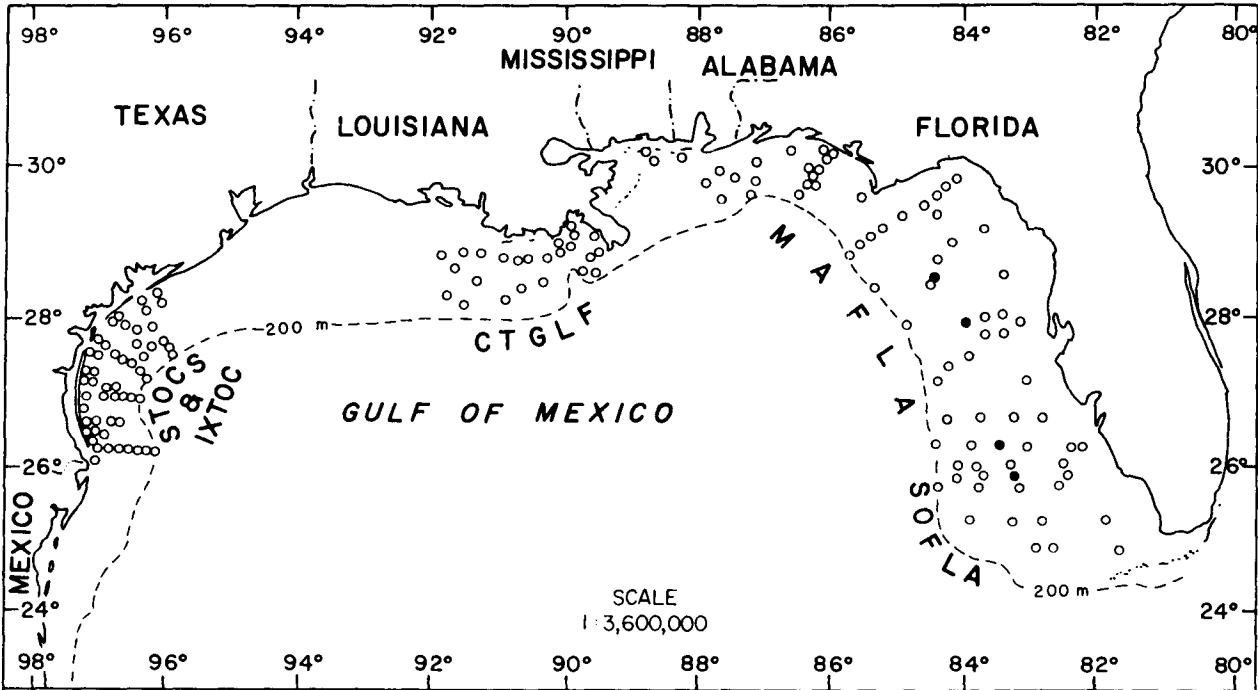 98° 96° 94° 92° 90° 88° 86° 84° 82° 80°
MISSISSIPPI ALABAMA
TEXAS LOUISIANA FLORIDA
30° 30°
MAFLA
28° 28°
200 m
CTGLF
STOCS
&
IXTOC
GULF OF MEXICO
26° 26°
SOFLA
MEXICO
200 m
SCALE
1:3,600,000
24° 24°
98° 96° 94° 92° 90° 88° 86° 84° 82° 80°